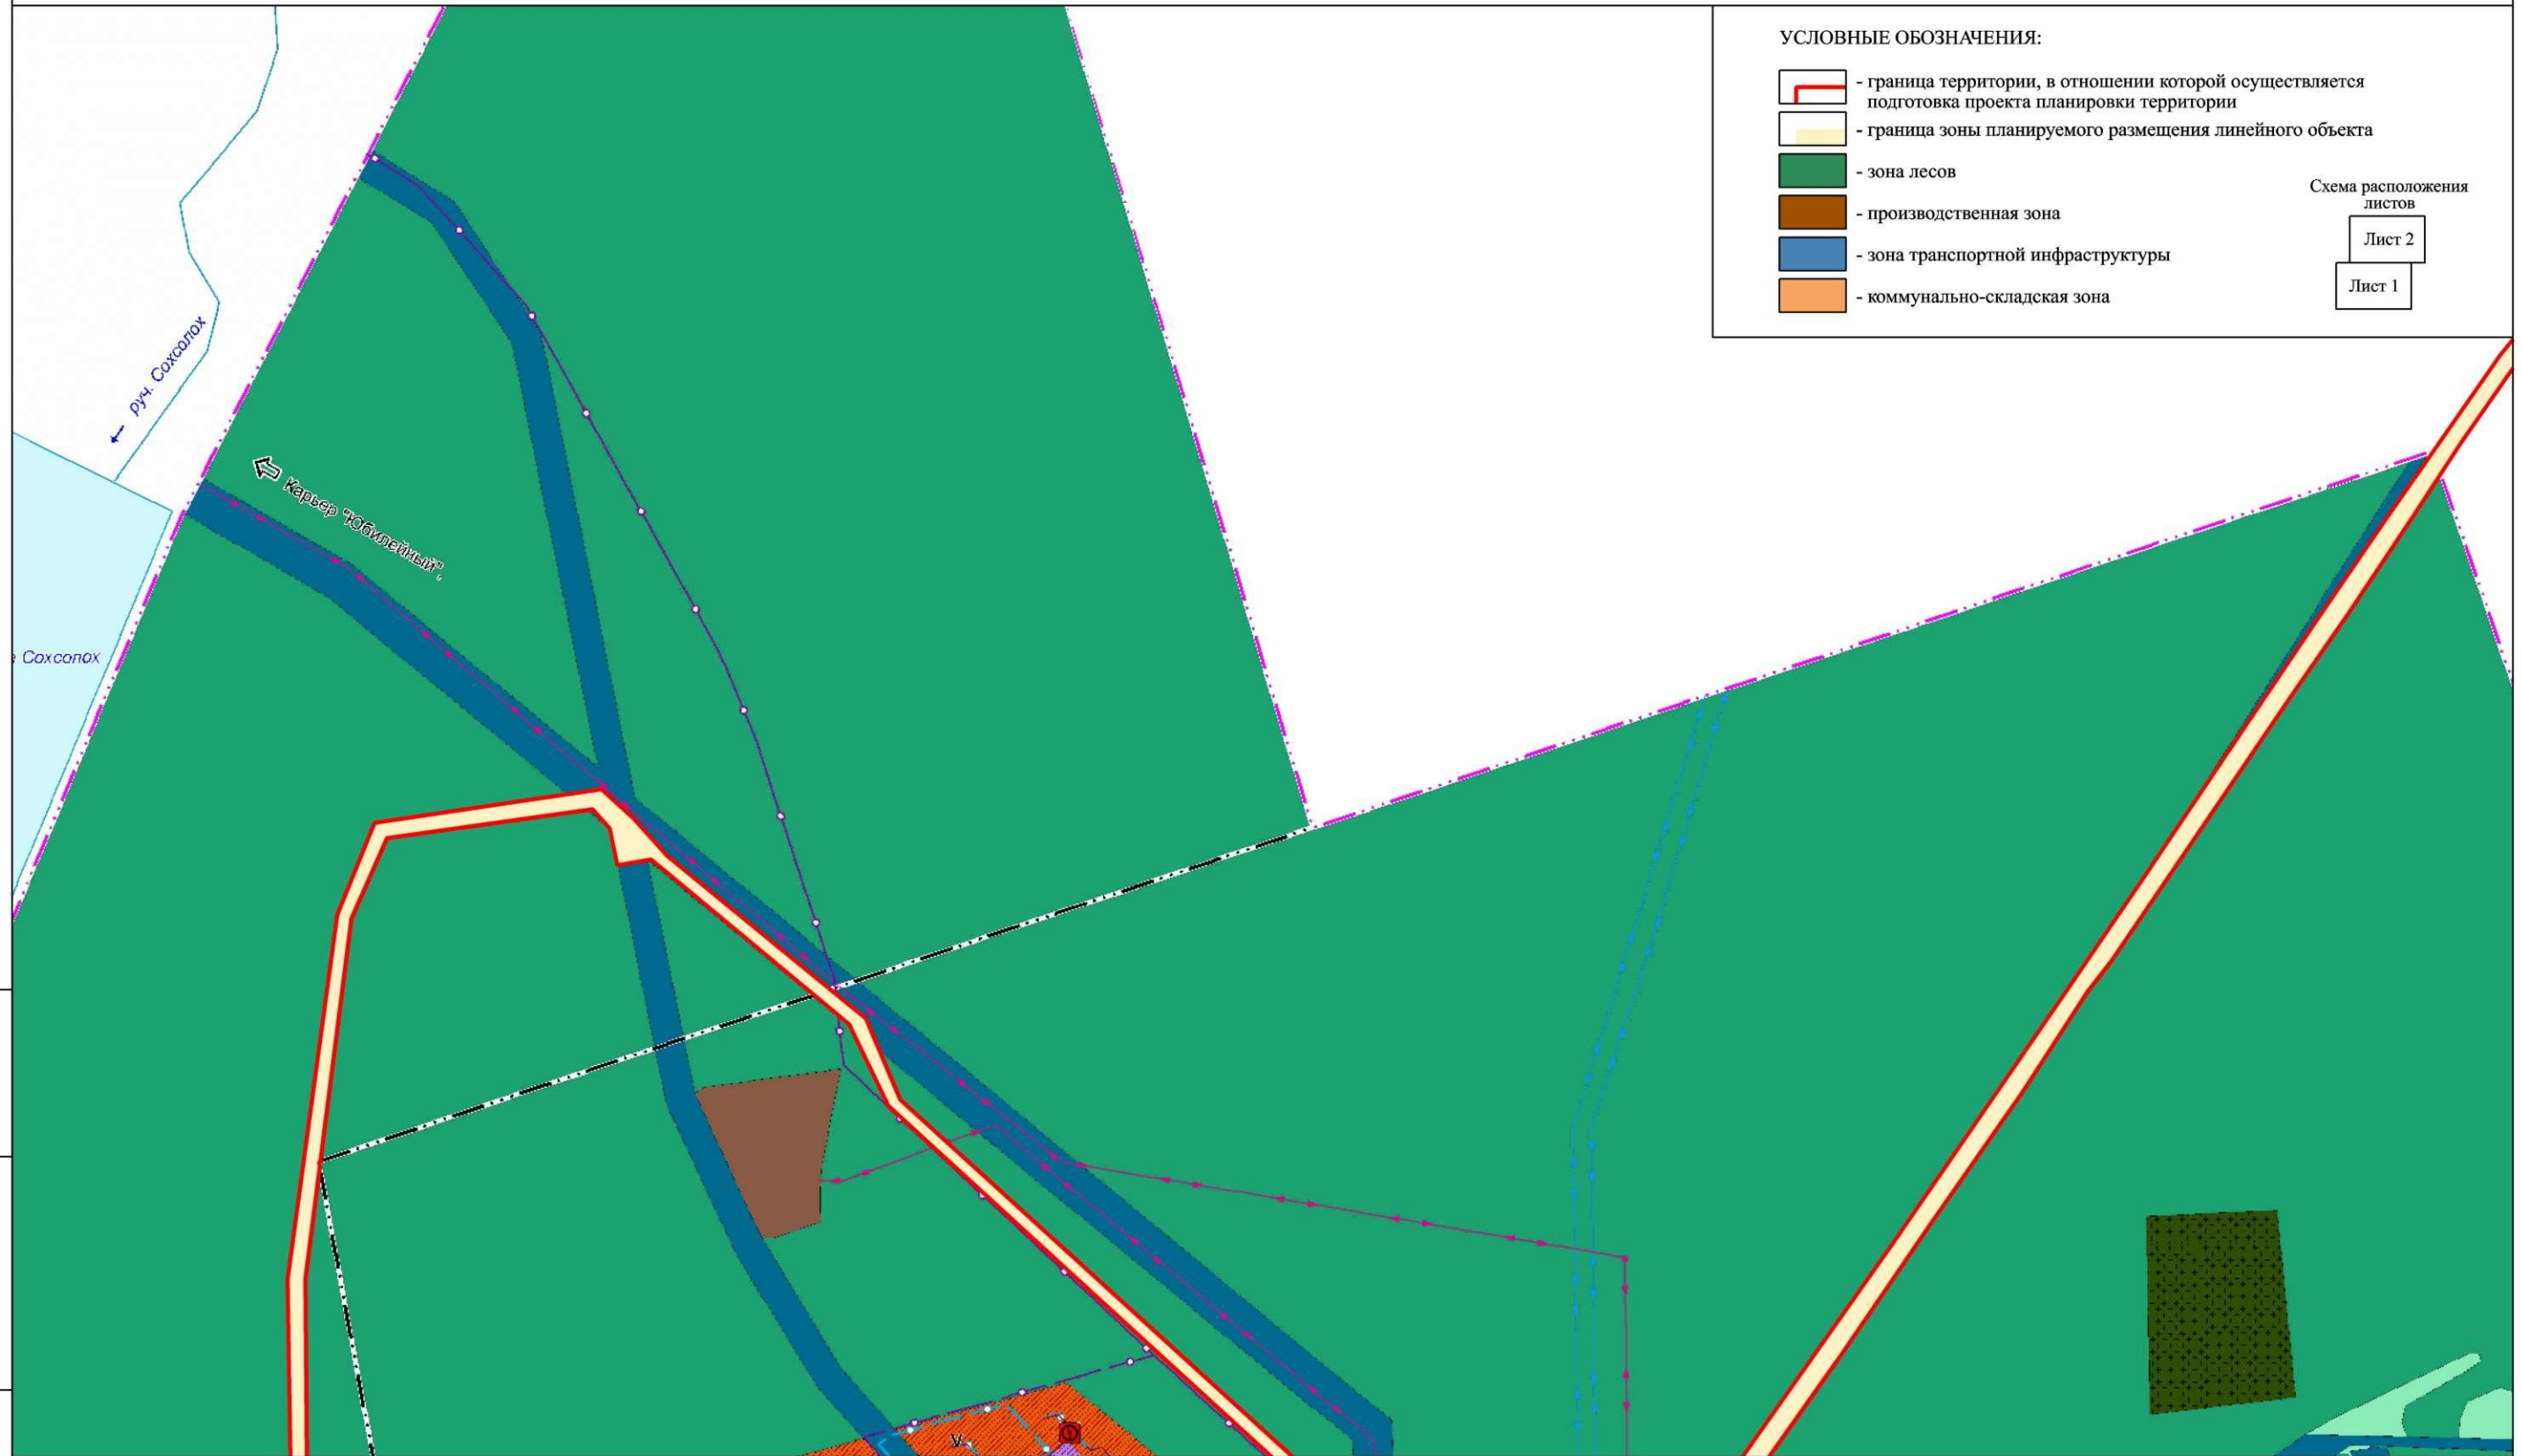 УСЛОВНЫЕ ОБОЗНАЧЕНИЯ:
- граница территории, в отношении которой осуществляется
подготовка проекта планировки территории
- граница зоны планируемого размещения линейного объекта
- зона лесов
- производственная зона
- зона транспортной инфраструктуры
- коммунально-складская зона
Схема расположения
листов
Лист 2
Лист 1
руч. Сохсолох
Карьер "Юбилейный",
Сохсолох